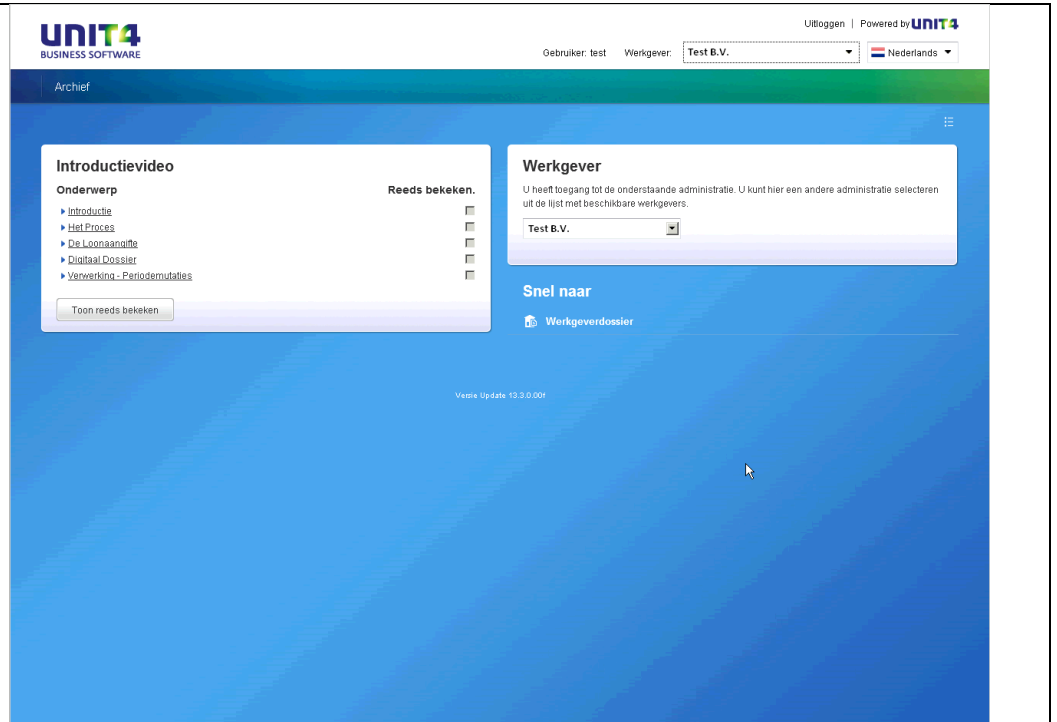 UNIT4
BUSINESS SOFTWARE
Uitloggen | Powered by UNIT4
Gebruiker: test Werkgever: Test B.V. Nederlands
Archief
Introductievideo
Onderwerp Reeds bekeken.
Introductie
Het Proces
De Loonaangifte
Digitaal Dossier
Verwerking - Periodemutaties
Toon reeds bekeken
Werkgever
U heeft toegang tot de onderstaande administratie. U kunt hier een andere administratie selecteren
uit de lijst met beschikbare werkgevers.
Test B.V.
Snel naar
Werkgeverdossier
Versie Update 13.3.0.00f